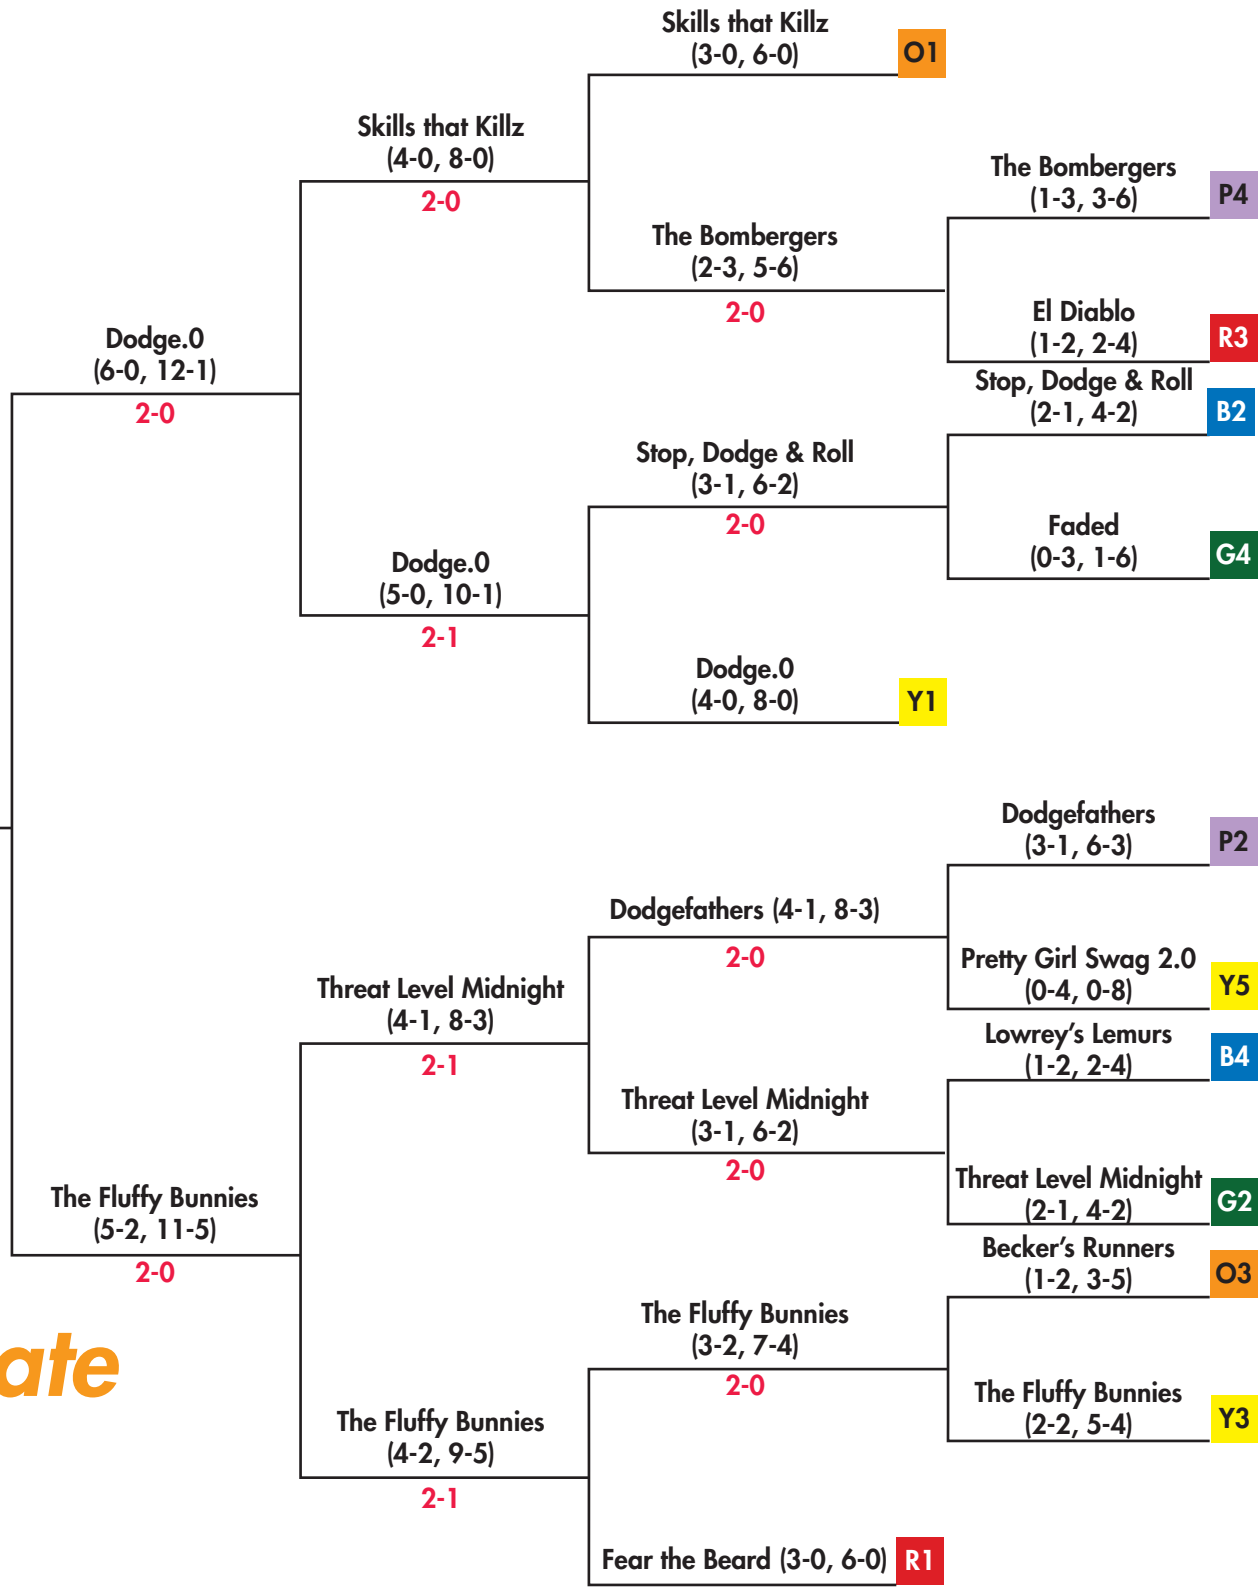 Skills that Killz
(3-0, 6-0)
O1
Skills that Killz
(4-0, 8-0)
2-0
The Bombergers
(1-3, 3-6)
P4
The Bombergers
(2-3, 5-6)
2-0
El Diablo
(1-2, 2-4)
R3
Dodge.0
(6-0, 12-1)
2-0
Stop, Dodge & Roll
(2-1, 4-2)
B2
Stop, Dodge & Roll
(3-1, 6-2)
2-0
Faded
(0-3, 1-6)
G4
Dodge.0
(5-0, 10-1)
2-1
Dodge.0
(4-0, 8-0)
Y1
Dodgefathers
(3-1, 6-3)
P2
Dodgefathers (4-1, 8-3)
2-0
Pretty Girl Swag 2.0
(0-4, 0-8)
Y5
Threat Level Midnight
(4-1, 8-3)
2-1
Lowrey's Lemurs
(1-2, 2-4)
B4
Threat Level Midnight
(3-1, 6-2)
2-0
Threat Level Midnight
(2-1, 4-2)
G2
The Fluffy Bunnies
(5-2, 11-5)
2-0
Becker's Runners
(1-2, 3-5)
O3
The Fluffy Bunnies
(3-2, 7-4)
2-0
ate
The Fluffy Bunnies
(2-2, 5-4)
Y3
The Fluffy Bunnies
(4-2, 9-5)
2-1
Fear the Beard (3-0, 6-0)
R1